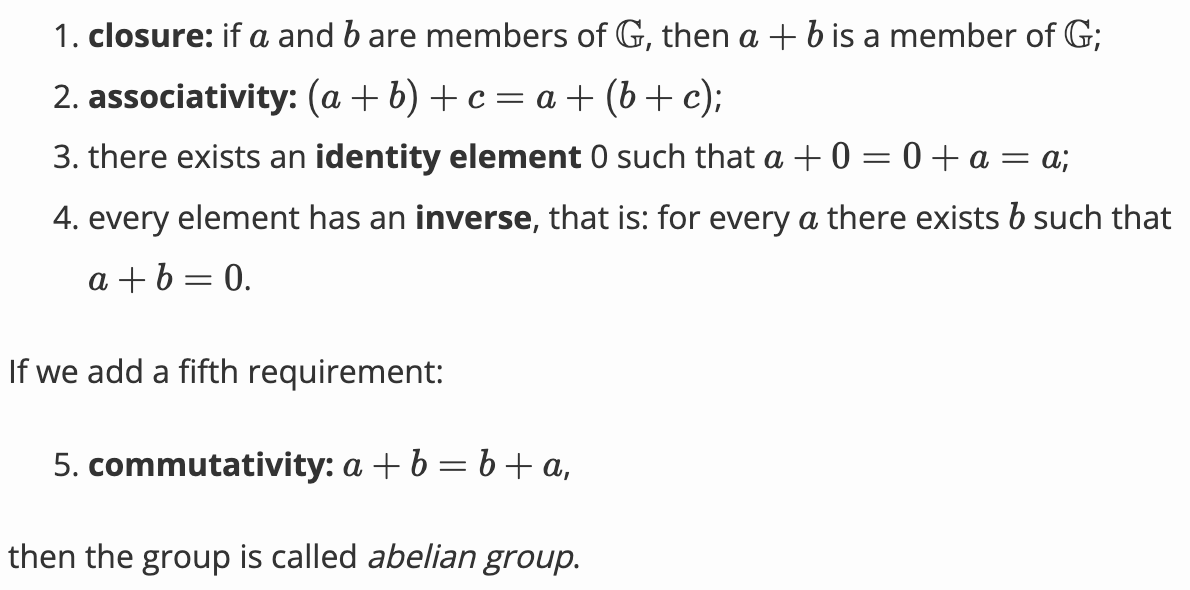 1. closure: if a and b are members of 𝔾, then a + b is a member of 𝔾;
2. associativity: (a + b) + c = a + (b + c);
3. there exists an identity element 0 such that a + 0 = 0 + a = a;
4. every element has an inverse, that is: for every a there exists b such that
a + b = 0.
If we add a fifth requirement:
5. commutativity: a + b = b + a,
then the group is called abelian group.